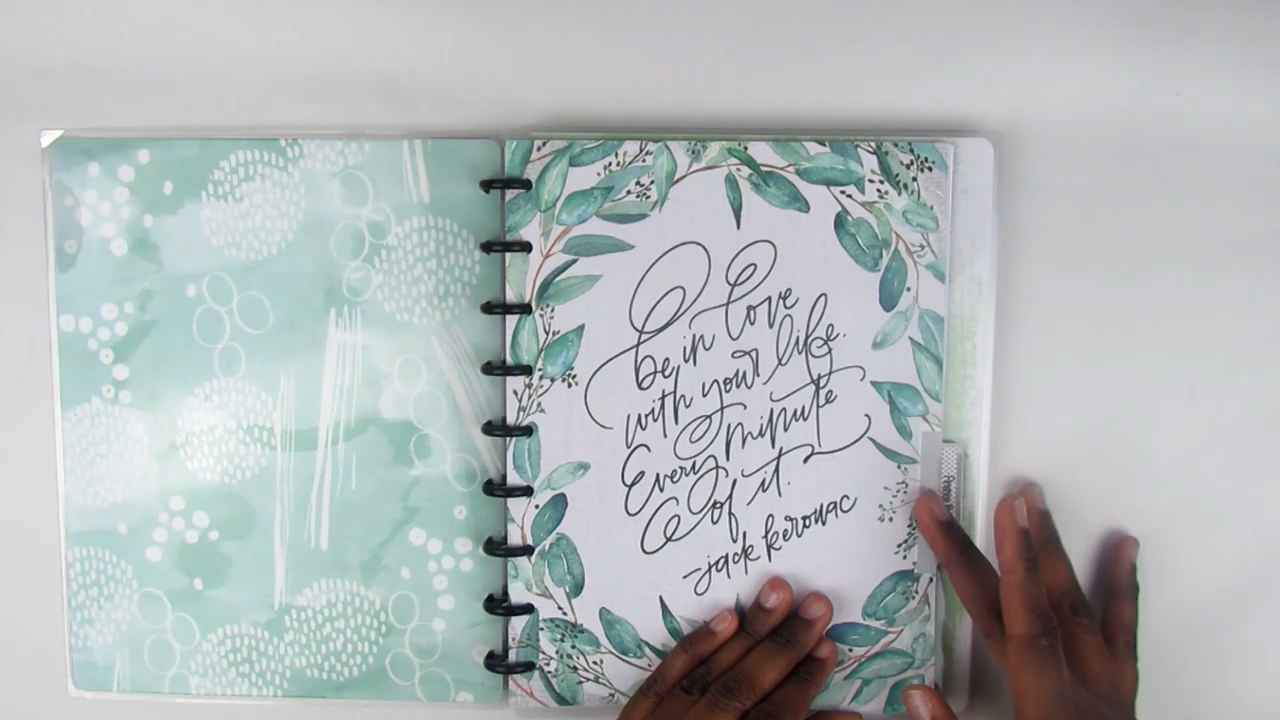 be in love
with your life.
Every minute
of it.
-jack kerouac